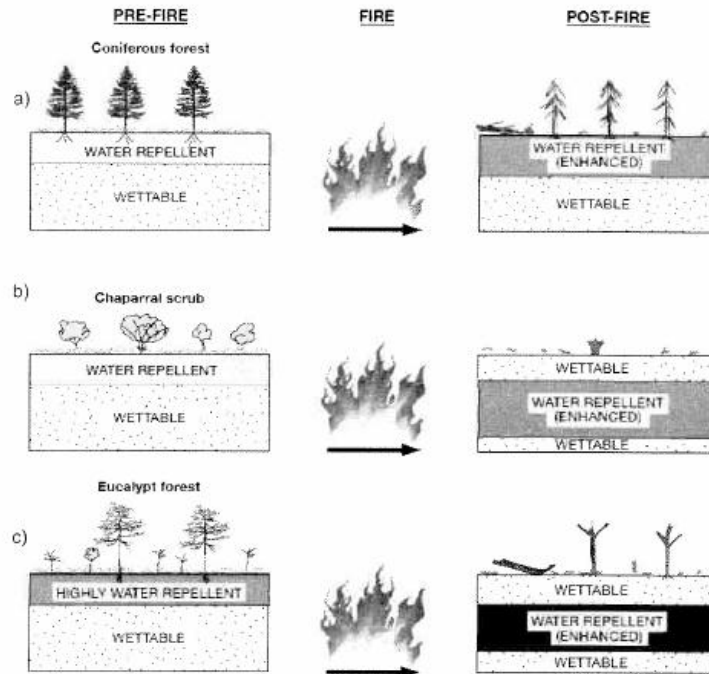 PRE-FIRE
FIRE
POST-FIRE
Coniferous forest
a)
WATER REPELLENT
WETTABLE
WATER REPELLENT
(ENHANCED)
WETTABLE
b)
Chaparral scrub
WATER REPELLENT
WETTABLE
WETTABLE
WATER REPELLENT
(ENHANCED)
WETTABLE
Eucalypt forest
c)
HIGHLY WATER REPELLENT
WETTABLE
WETTABLE
WATER REPELLENT
(ENHANCED)
WETTABLE